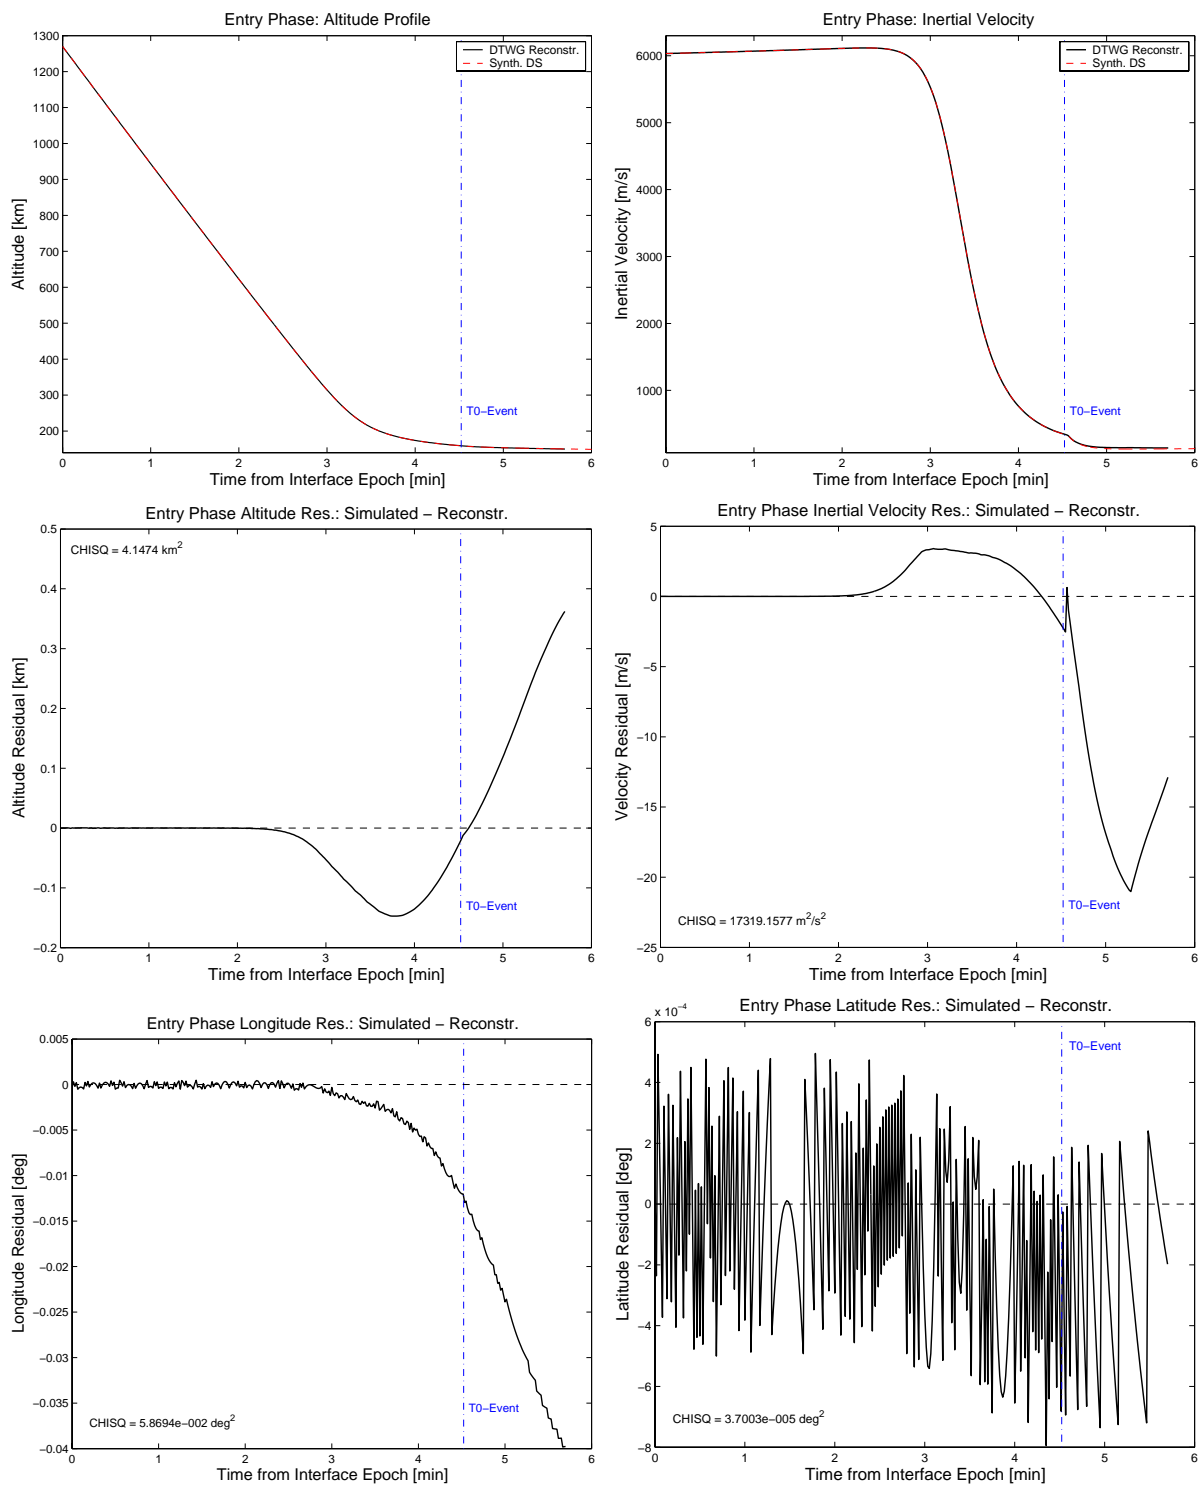 Entry Phase: Altitude Profile
1300
1200
1100
1000
900
800
700
600
500
400
300
200
DTWG Reconstr.
Synth. DS
T0−Event
Altitude [km]
0 1 2 3 4 5 6
Time from Interface Epoch [min]
Entry Phase: Inertial Velocity
6000
5000
4000
3000
2000
1000
DTWG Reconstr.
Synth. DS
T0−Event
Inertial Velocity [m/s]
0 1 2 3 4 5 6
Time from Interface Epoch [min]
Entry Phase Altitude Res.: Simulated − Reconstr.
0.5
0.4
0.3
0.2
0.1
0
−0.1
−0.2
CHISQ = 4.1474 km²
T0−Event
Altitude Residual [km]
0 1 2 3 4 5 6
Time from Interface Epoch [min]
Entry Phase Inertial Velocity Res.: Simulated − Reconstr.
5
0
−5
−10
−15
−20
−25
T0−Event
CHISQ = 17319.1577 m²/s²
Velocity Residual [m/s]
0 1 2 3 4 5 6
Time from Interface Epoch [min]
Entry Phase Longitude Res.: Simulated − Reconstr.
0.005
0
−0.005
−0.01
−0.015
−0.02
−0.025
−0.03
−0.035
−0.04
T0−Event
CHISQ = 5.8694e−002 deg²
Longitude Residual [deg]
0 1 2 3 4 5 6
Time from Interface Epoch [min]
Entry Phase Latitude Res.: Simulated − Reconstr.
x 10⁻⁴
6
4
2
0
−2
−4
−6
−8
T0−Event
CHISQ = 3.7003e−005 deg²
Latitude Residual [deg]
0 1 2 3 4 5 6
Time from Interface Epoch [min]